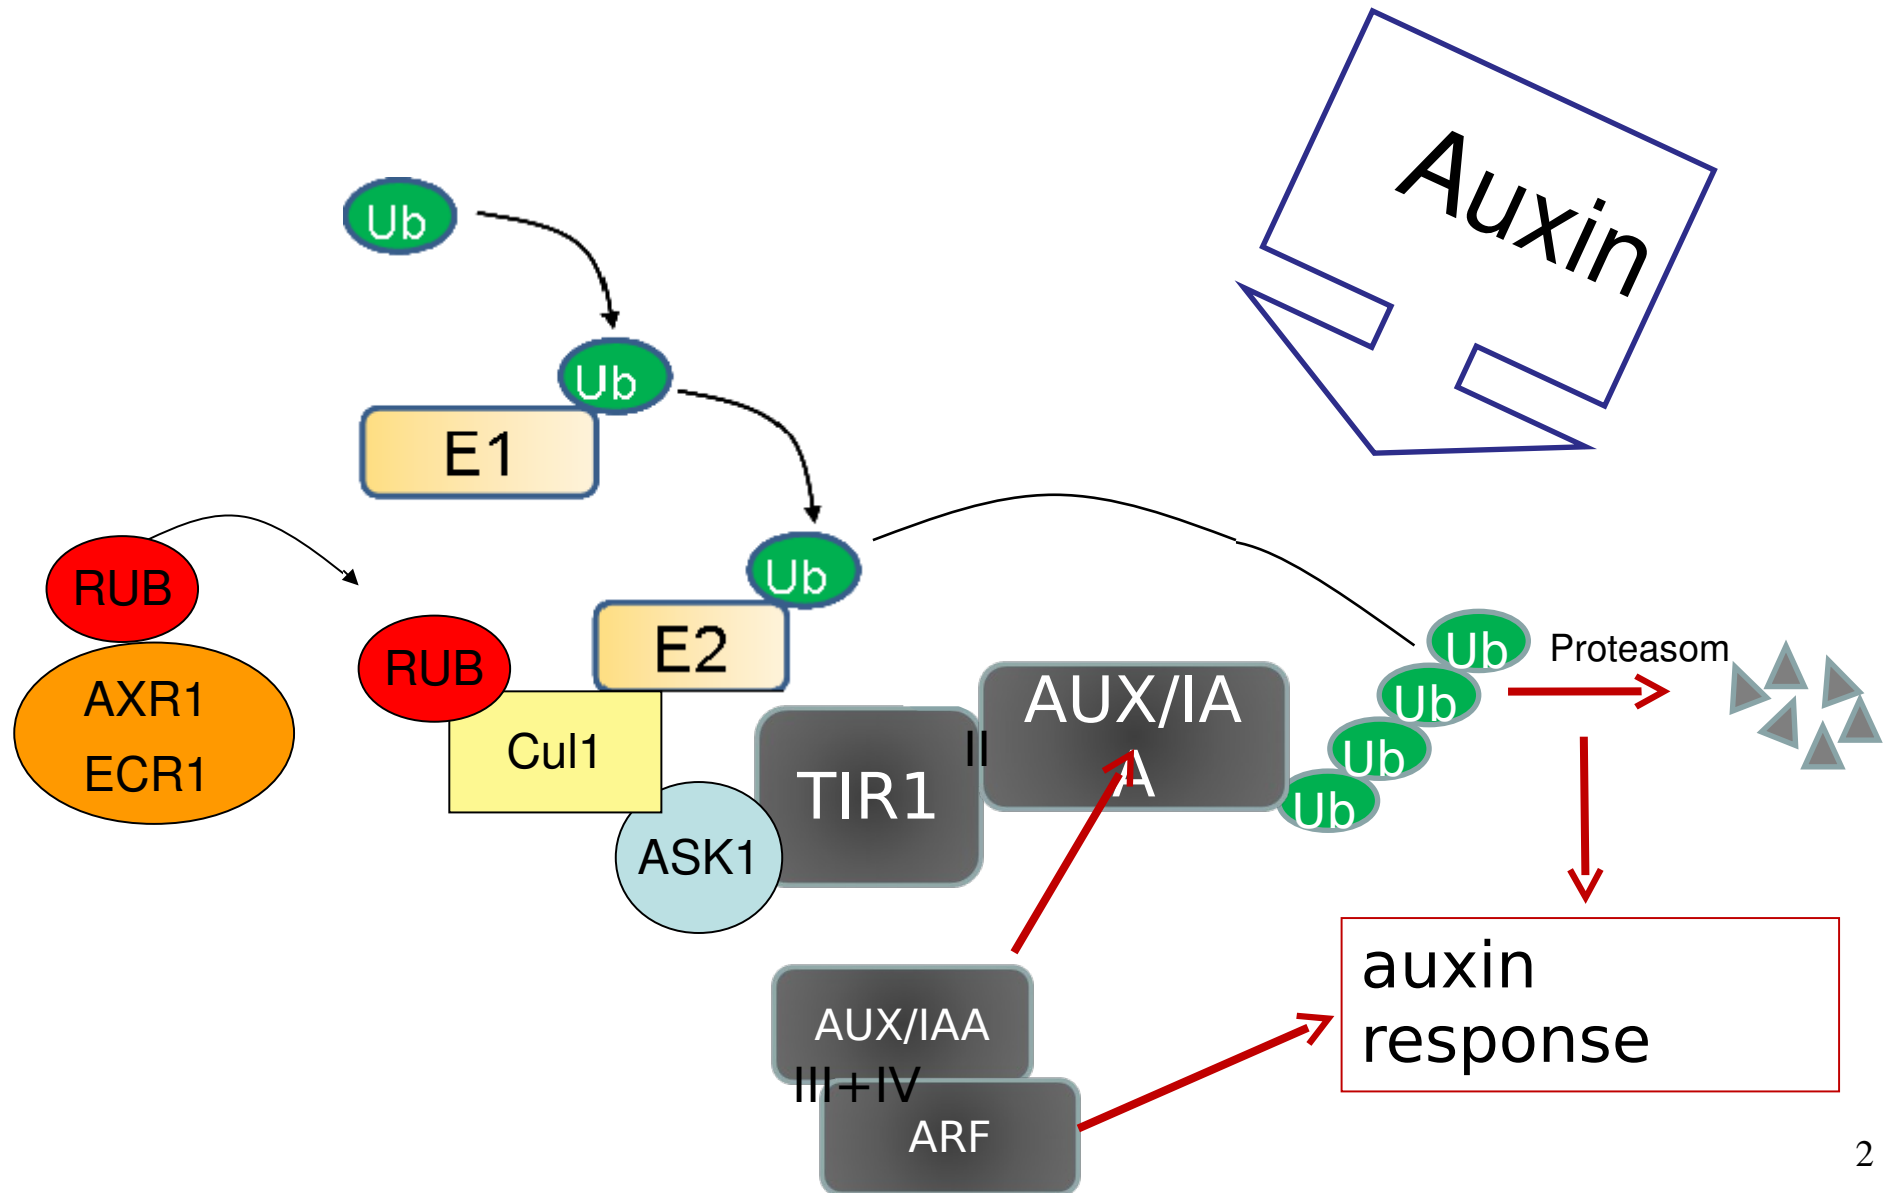 Auxin
Ub
Ub
E1
Ub
RUB
E2
RUB
Ub
Proteasom
AUX/IA
A
Ub
AXR1
ECR1
Cul1
II
TIR1
Ub
Ub
ASK1
auxin
response
AUX/IAA
III+IV
ARF
2